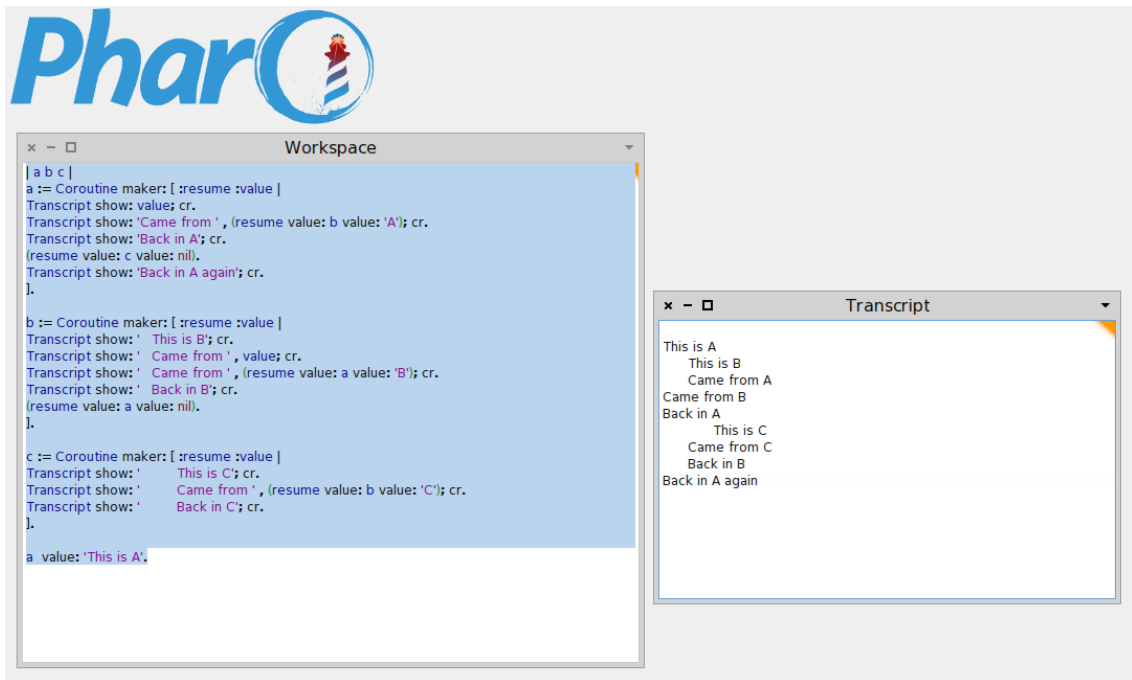 Pharo
Workspace
| a b c |
a := Coroutine maker: [ :resume :value |
Transcript show: value; cr.
Transcript show: 'Came from ' , (resume value: b value: 'A'); cr.
Transcript show: 'Back in A'; cr.
(resume value: c value: nil).
Transcript show: 'Back in A again'; cr.
].
b := Coroutine maker: [ :resume :value |
Transcript show: '   This is B'; cr.
Transcript show: '   Came from ' , value; cr.
Transcript show: '   Came from ' , (resume value: a value: 'B'); cr.
Transcript show: '   Back in B'; cr.
(resume value: a value: nil).
].
c := Coroutine maker: [ :resume :value |
Transcript show: '         This is C'; cr.
Transcript show: '         Came from ' , (resume value: b value: 'C'); cr.
Transcript show: '         Back in C'; cr.
].
a  value: 'This is A'.
Transcript
This is A
This is B
Came from A
Came from B
Back in A
This is C
Came from C
Back in B
Back in A again